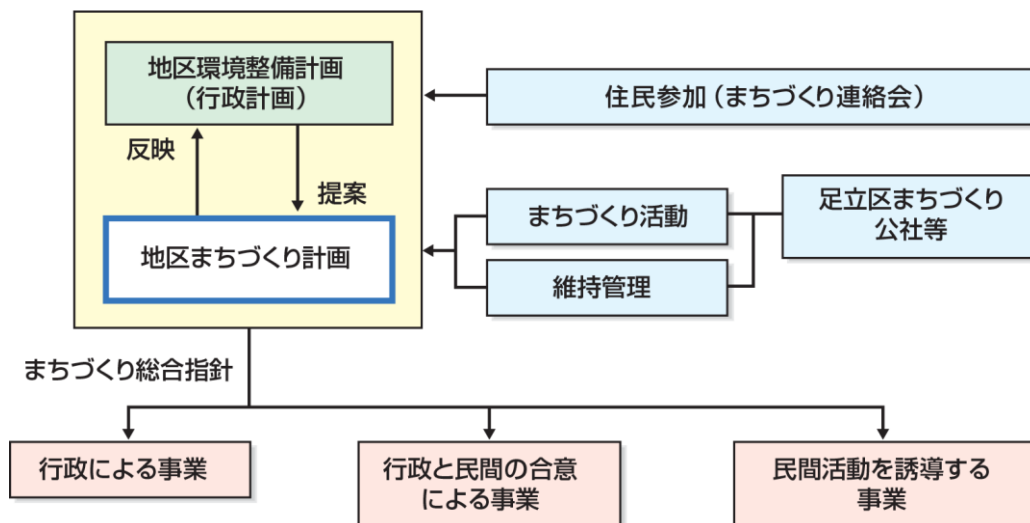 地区環境整備計画
（行政計画）
住民参加（まちづくり連絡会）
反映
提案
地区まちづくり計画
まちづくり活動
維持管理
足立区まちづくり
公社等
まちづくり総合指針
行政による事業
行政と民間の合意
による事業
民間活動を誘導する
事業